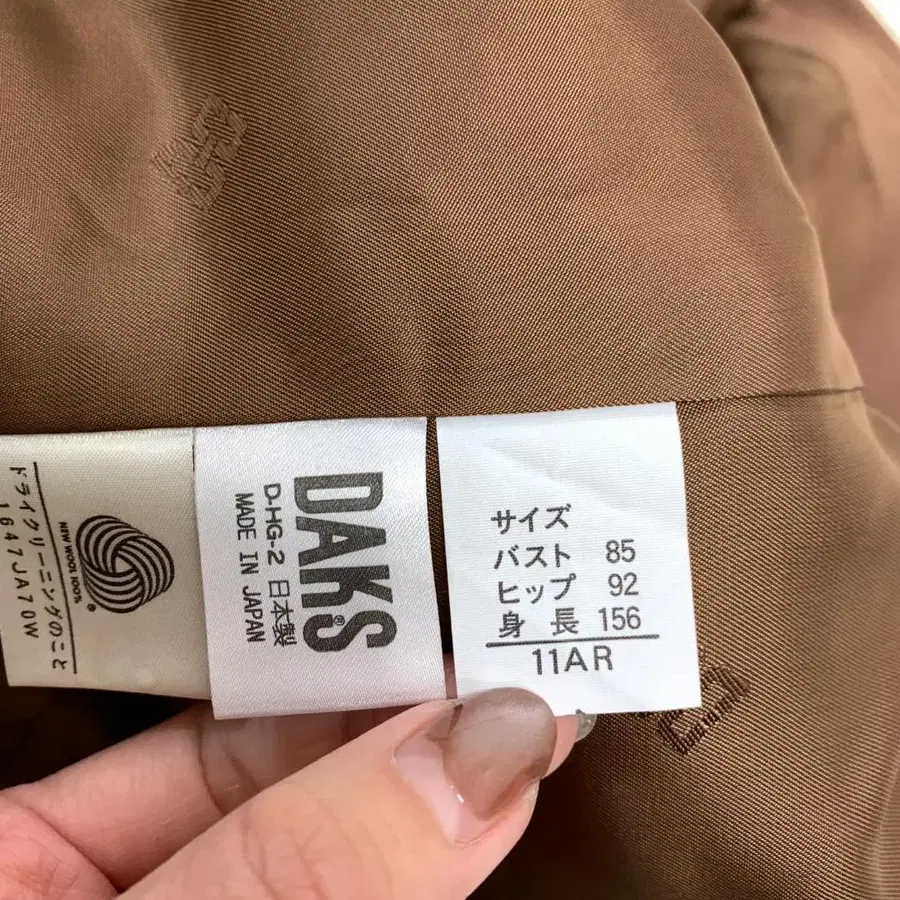 サイズ
バスト 85
ヒップ 92
身長 156
11AR
DAKS®
D-HG-2 日本製
MADE IN JAPAN
NEW WOOL 100%
®
ドライクリーニングのこと
1647JA70W